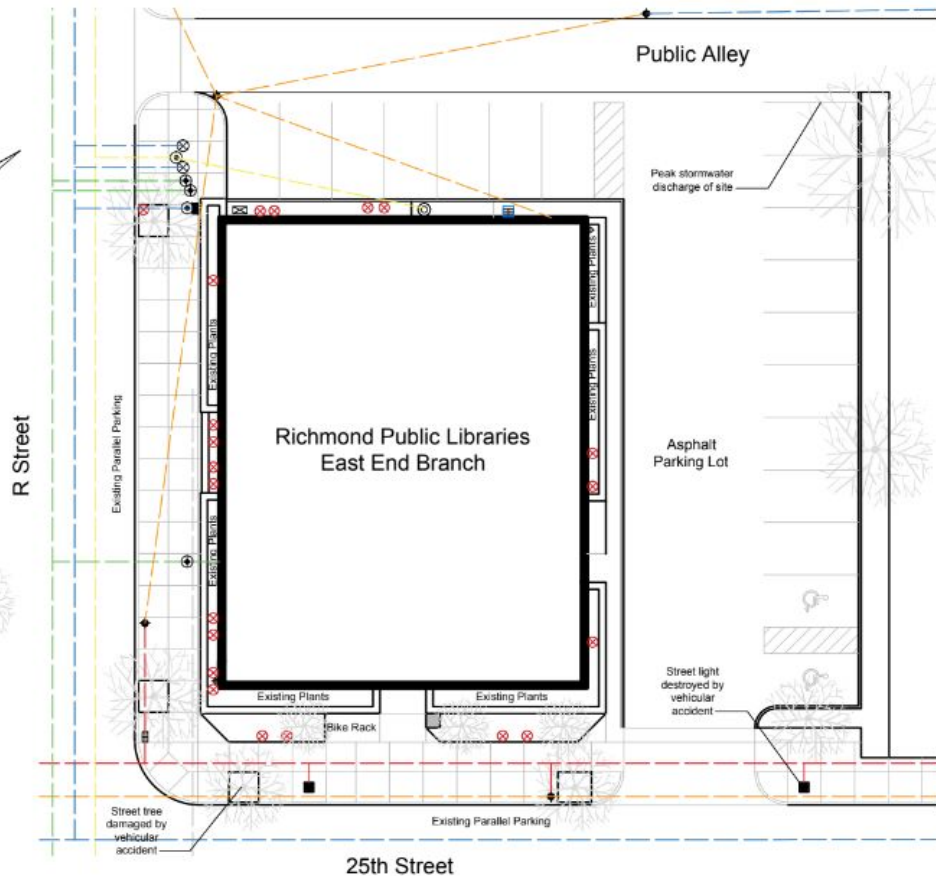 Public Alley
Peak stormwater
discharge of site
Existing Plants
Existing Plants
Existing Plants
Existing Parallel Parking
R Street
Richmond Public Libraries
East End Branch
Asphalt
Parking Lot
Existing Plants
Street light
destroyed by
vehicular
accident
Existing Plants
Existing Plants
Bike Rack
Street tree
damaged by
vehicular
accident
Existing Parallel Parking
25th Street